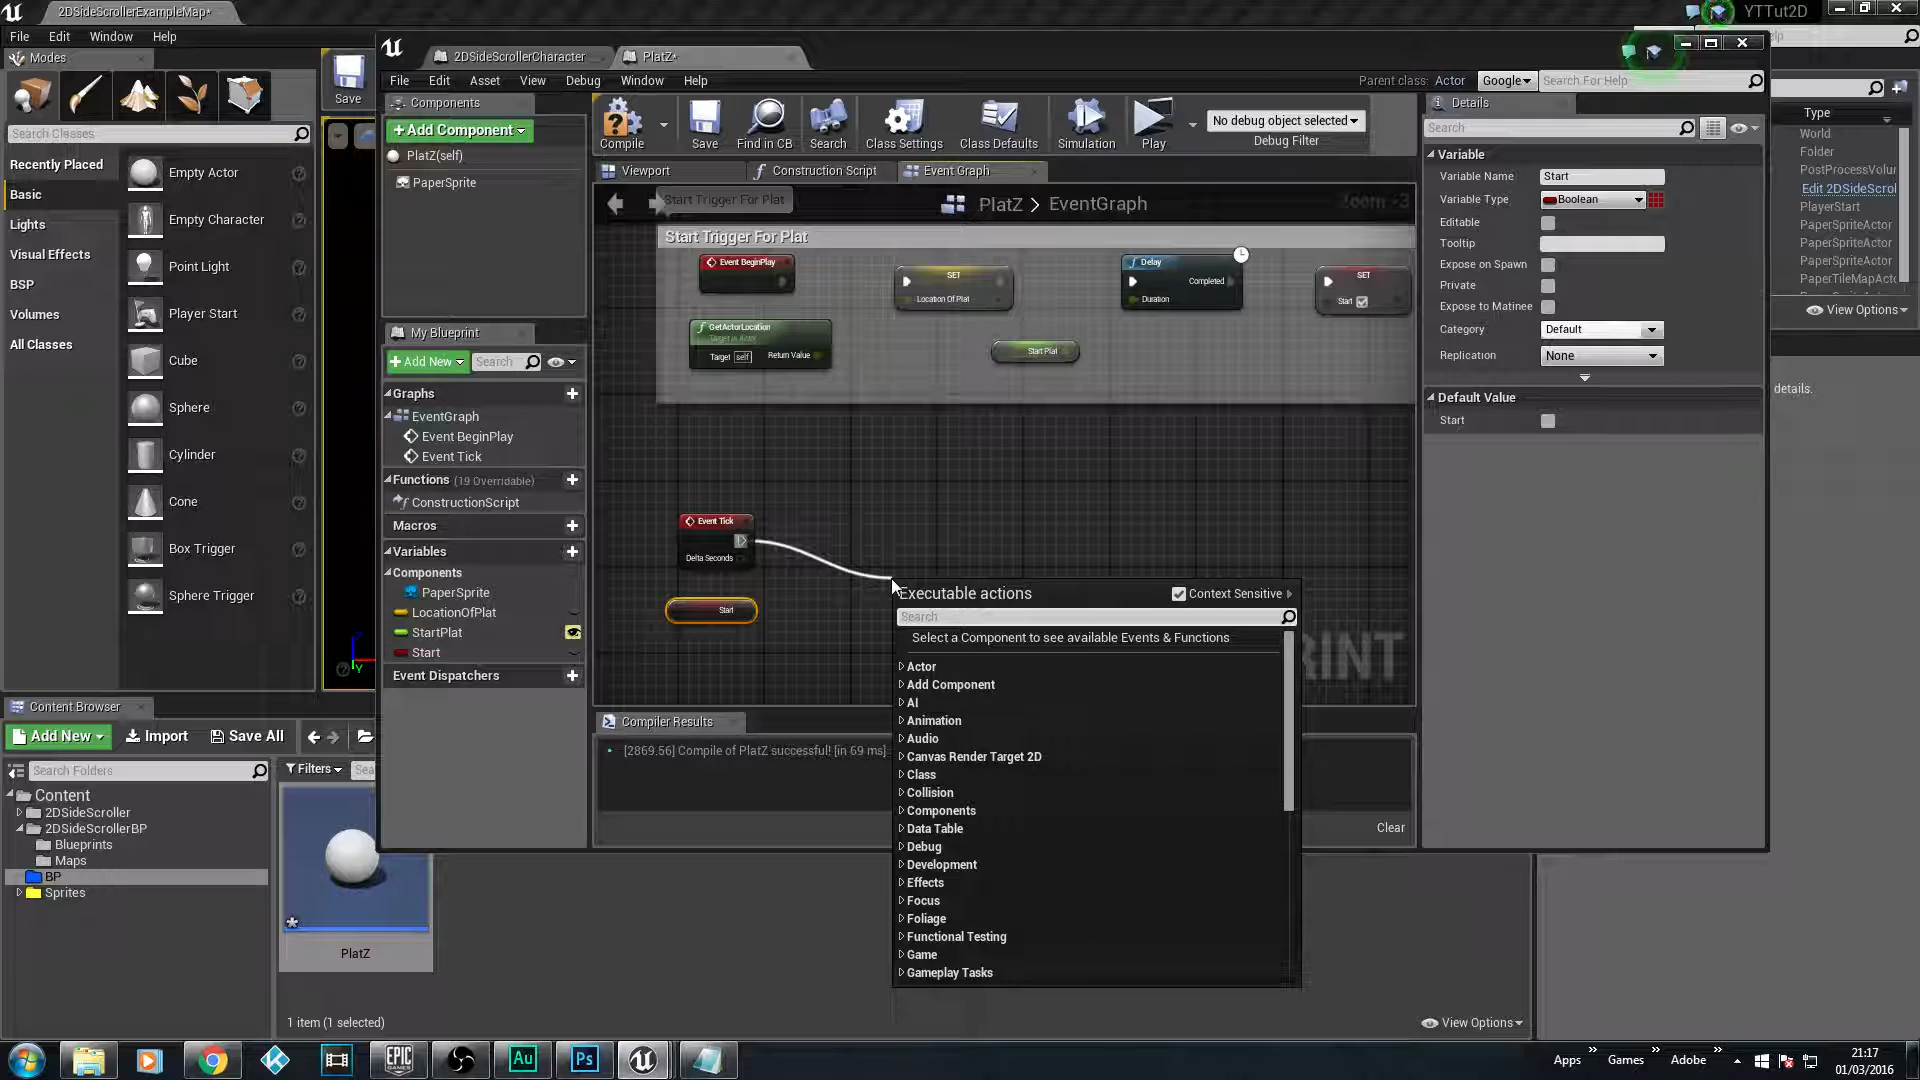 2DSideScrollerExampleMap*
YTTut2D
File Edit Window Help
Modes
Save
Search Classes
Recently Placed
Basic
Lights
Visual Effects
BSP
Volumes
All Classes
Empty Actor
Empty Character
Point Light
Player Start
Cube
Sphere
Cylinder
Cone
Box Trigger
Sphere Trigger
2DSideScrollerCharacter
PlatZ*
File Edit Asset View Debug Window Help
Parent class: Actor
Google
Search For Help
Components
+Add Component
PlatZ(self)
PaperSprite
My Blueprint
+Add New
Search
Graphs
EventGraph
Event BeginPlay
Event Tick
Functions (19 Overridable)
ConstructionScript
Macros
Variables
Components
PaperSprite
LocationOfPlat
StartPlat
Start
Event Dispatchers
Compile
Save
Find in CB
Search
Class Settings
Class Defaults
Simulation
Play
No debug object selected
Debug Filter
Viewport
Construction Script
Event Graph
Start Trigger For Plat
PlatZ > EventGraph
Zoom -3
Start Trigger For Plat
Event BeginPlay
SET
Location Of Plat
Delay
Completed
Duration
SET
Start
GetActorLocation
Target is Actor
Target self
Return Value
Start Plat
Event Tick
Delta Seconds
Start
Executable actions
Context Sensitive
Search
Select a Component to see available Events & Functions
Actor
Add Component
AI
Animation
Audio
Canvas Render Target 2D
Class
Collision
Components
Data Table
Debug
Development
Effects
Focus
Foliage
Functional Testing
Game
Gameplay Tasks
RINT
Compiler Results
[2869.56] Compile of PlatZ successful! [in 69 ms]
Clear
Details
Search
Variable
Variable Name Start
Variable Type Boolean
Editable
Tooltip
Expose on Spawn
Private
Expose to Matinee
Category Default
Replication None
Default Value
Start
Type
World
Folder
PostProcessVolu
Edit 2DSideScrol
PlayerStart
PaperSpriteActor
PaperSpriteActor
PaperSpriteActor
PaperTileMapActo
View Options
details.
Content Browser
Add New
Import
Save All
Search Folders
Filters
Sea
Content
2DSideScroller
2DSideScrollerBP
Blueprints
Maps
BP
Sprites
PlatZ
1 item (1 selected)
View Options
EPIC GAMES
Au
Ps
Apps
Games
Adobe
21:17
01/03/2016